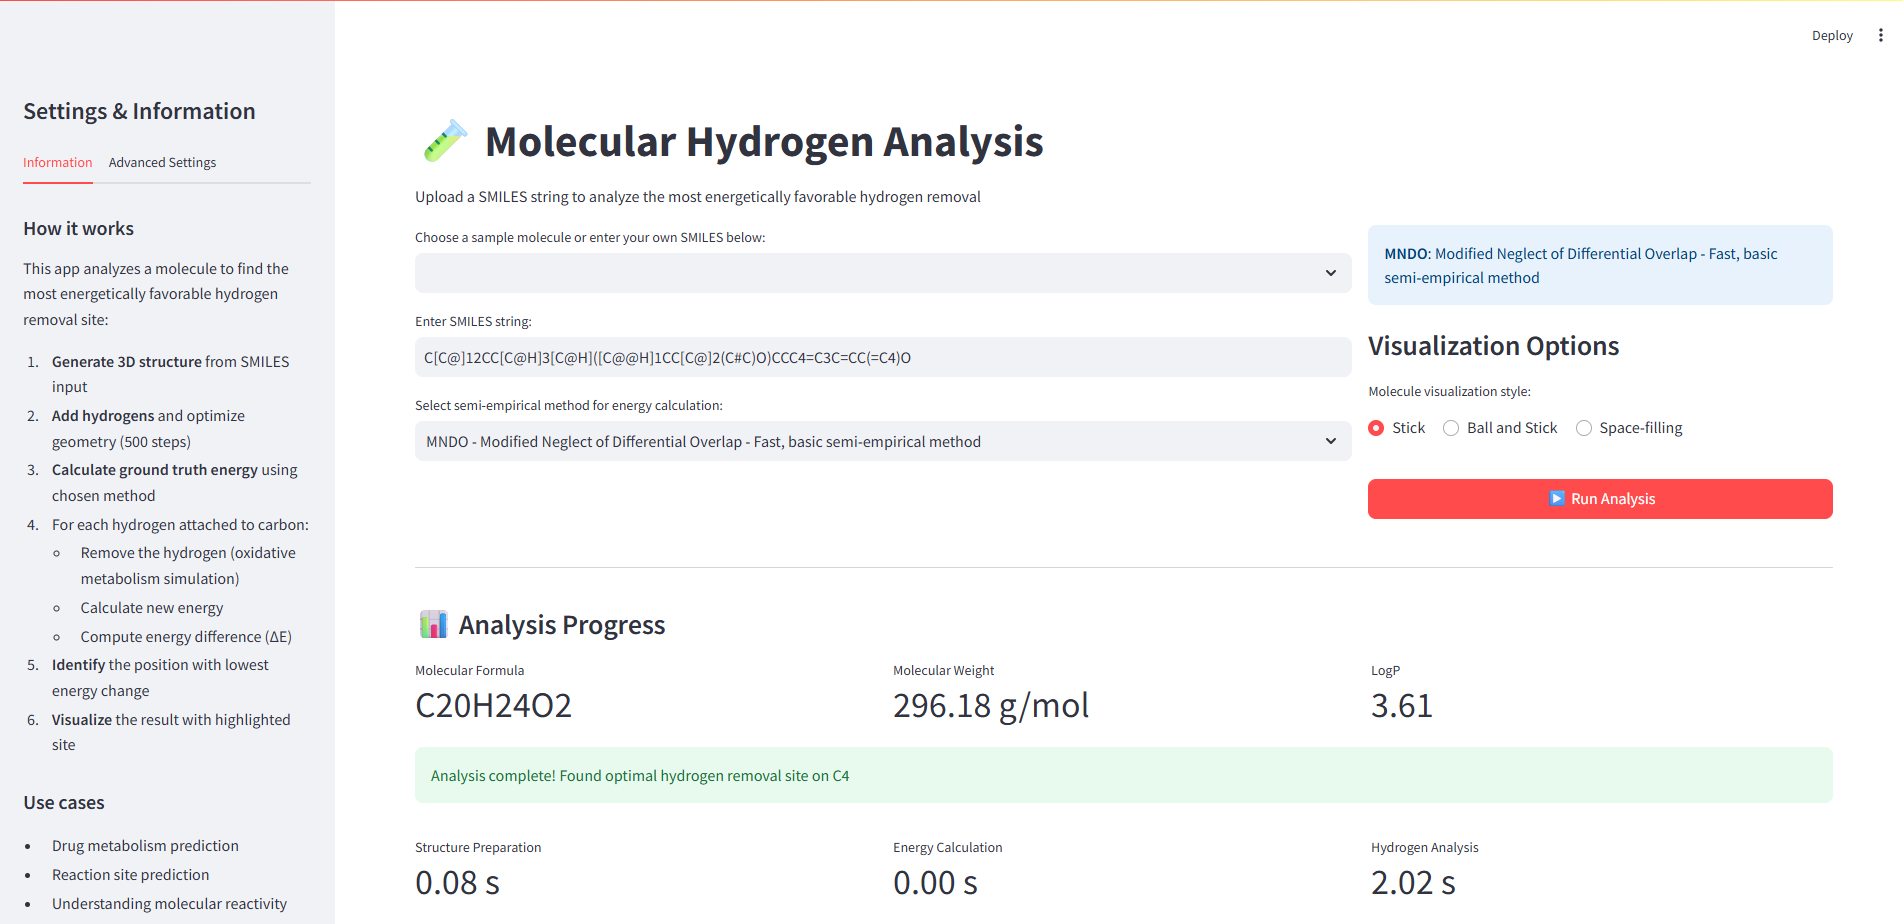 Deploy
Settings & Information
Information Advanced Settings
How it works
This app analyzes a molecule to find the
most energetically favorable hydrogen
removal site:
1. Generate 3D structure from SMILES
input
2. Add hydrogens and optimize
geometry (500 steps)
3. Calculate ground truth energy using
chosen method
4. For each hydrogen attached to carbon:
Remove the hydrogen (oxidative
metabolism simulation)
Calculate new energy
Compute energy difference (ΔE)
5. Identify the position with lowest
energy change
6. Visualize the result with highlighted
site
Use cases
Drug metabolism prediction
Reaction site prediction
Understanding molecular reactivity
Molecular Hydrogen Analysis
Upload a SMILES string to analyze the most energetically favorable hydrogen removal
Choose a sample molecule or enter your own SMILES below:
Enter SMILES string:
C[C@]12CC[C@H]3[C@H]([C@@H]1CC[C@]2(C#C)O)CCC4=C3C=CC(=C4)O
Select semi-empirical method for energy calculation:
MNDO - Modified Neglect of Differential Overlap - Fast, basic semi-empirical method
MNDO: Modified Neglect of Differential Overlap - Fast, basic
semi-empirical method
Visualization Options
Molecule visualization style:
Stick Ball and Stick Space-filling
Run Analysis
Analysis Progress
Molecular Formula Molecular Weight LogP
C20H24O2 296.18 g/mol 3.61
Analysis complete! Found optimal hydrogen removal site on C4
Structure Preparation Energy Calculation Hydrogen Analysis
0.08 s 0.00 s 2.02 s